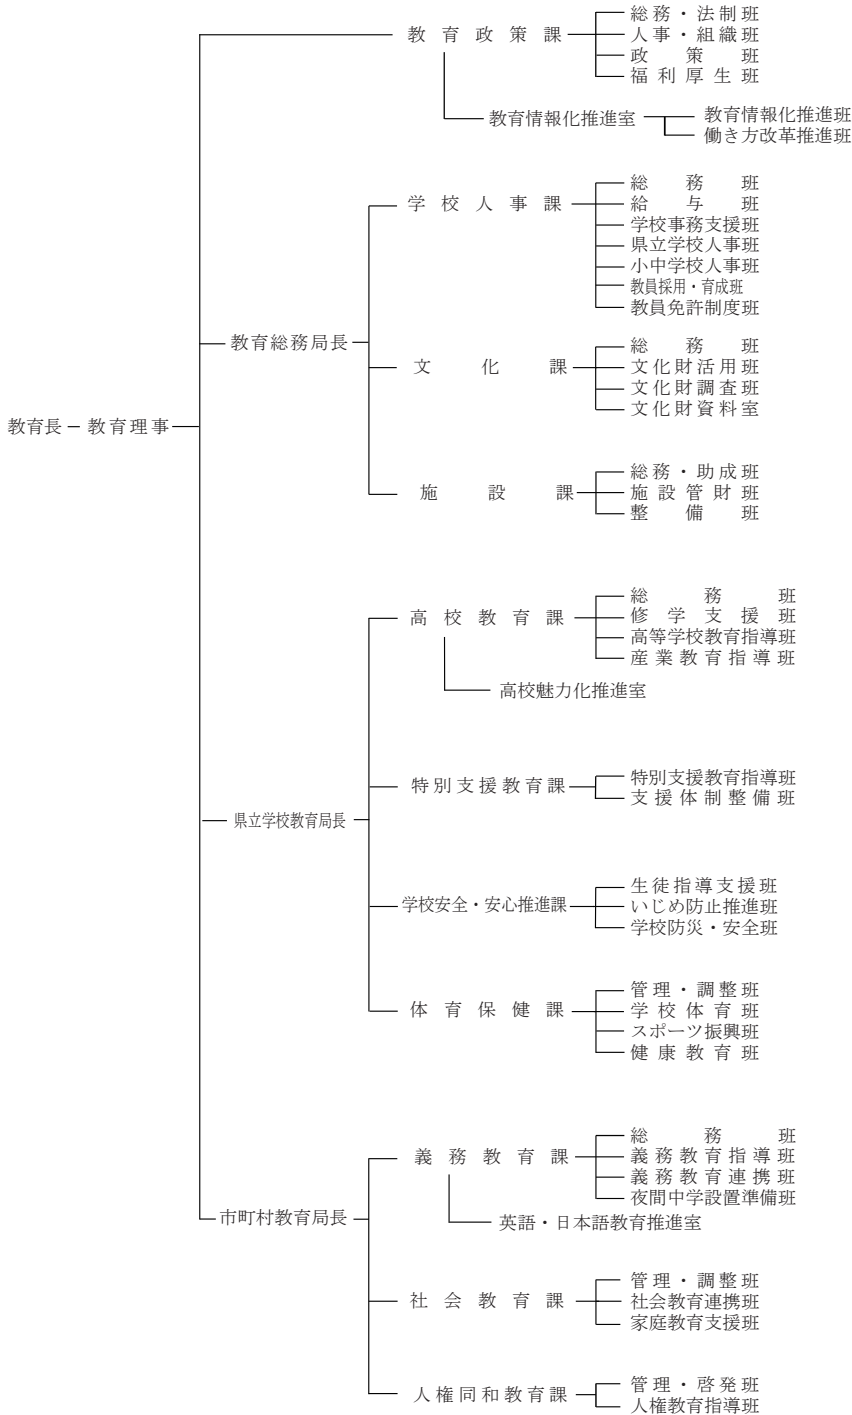 教育長
教育理事
教育政策課
総務・法制班
人事・組織班
政策班
福利厚生班
教育情報化推進室
教育情報化推進班
働き方改革推進班
教育総務局長
学校人事課
総務班
給与班
学校事務支援班
県立学校人事班
小中学校人事班
教員採用・育成班
教員免許制度班
文化課
総務班
文化財活用班
文化財調査班
文化財資料室
施設課
総務・助成班
施設管財班
整備班
県立学校教育局長
高校教育課
総務班
修学支援班
高等学校教育指導班
産業教育指導班
高校魅力化推進室
特別支援教育課
特別支援教育指導班
支援体制整備班
学校安全・安心推進課
生徒指導支援班
いじめ防止推進班
学校防災・安全班
体育保健課
管理・調整班
学校体育班
スポーツ振興班
健康教育班
市町村教育局長
義務教育課
総務班
義務教育指導班
義務教育連携班
夜間中学設置準備班
英語・日本語教育推進室
社会教育課
管理・調整班
社会教育連携班
家庭教育支援班
人権同和教育課
管理・啓発班
人権教育指導班